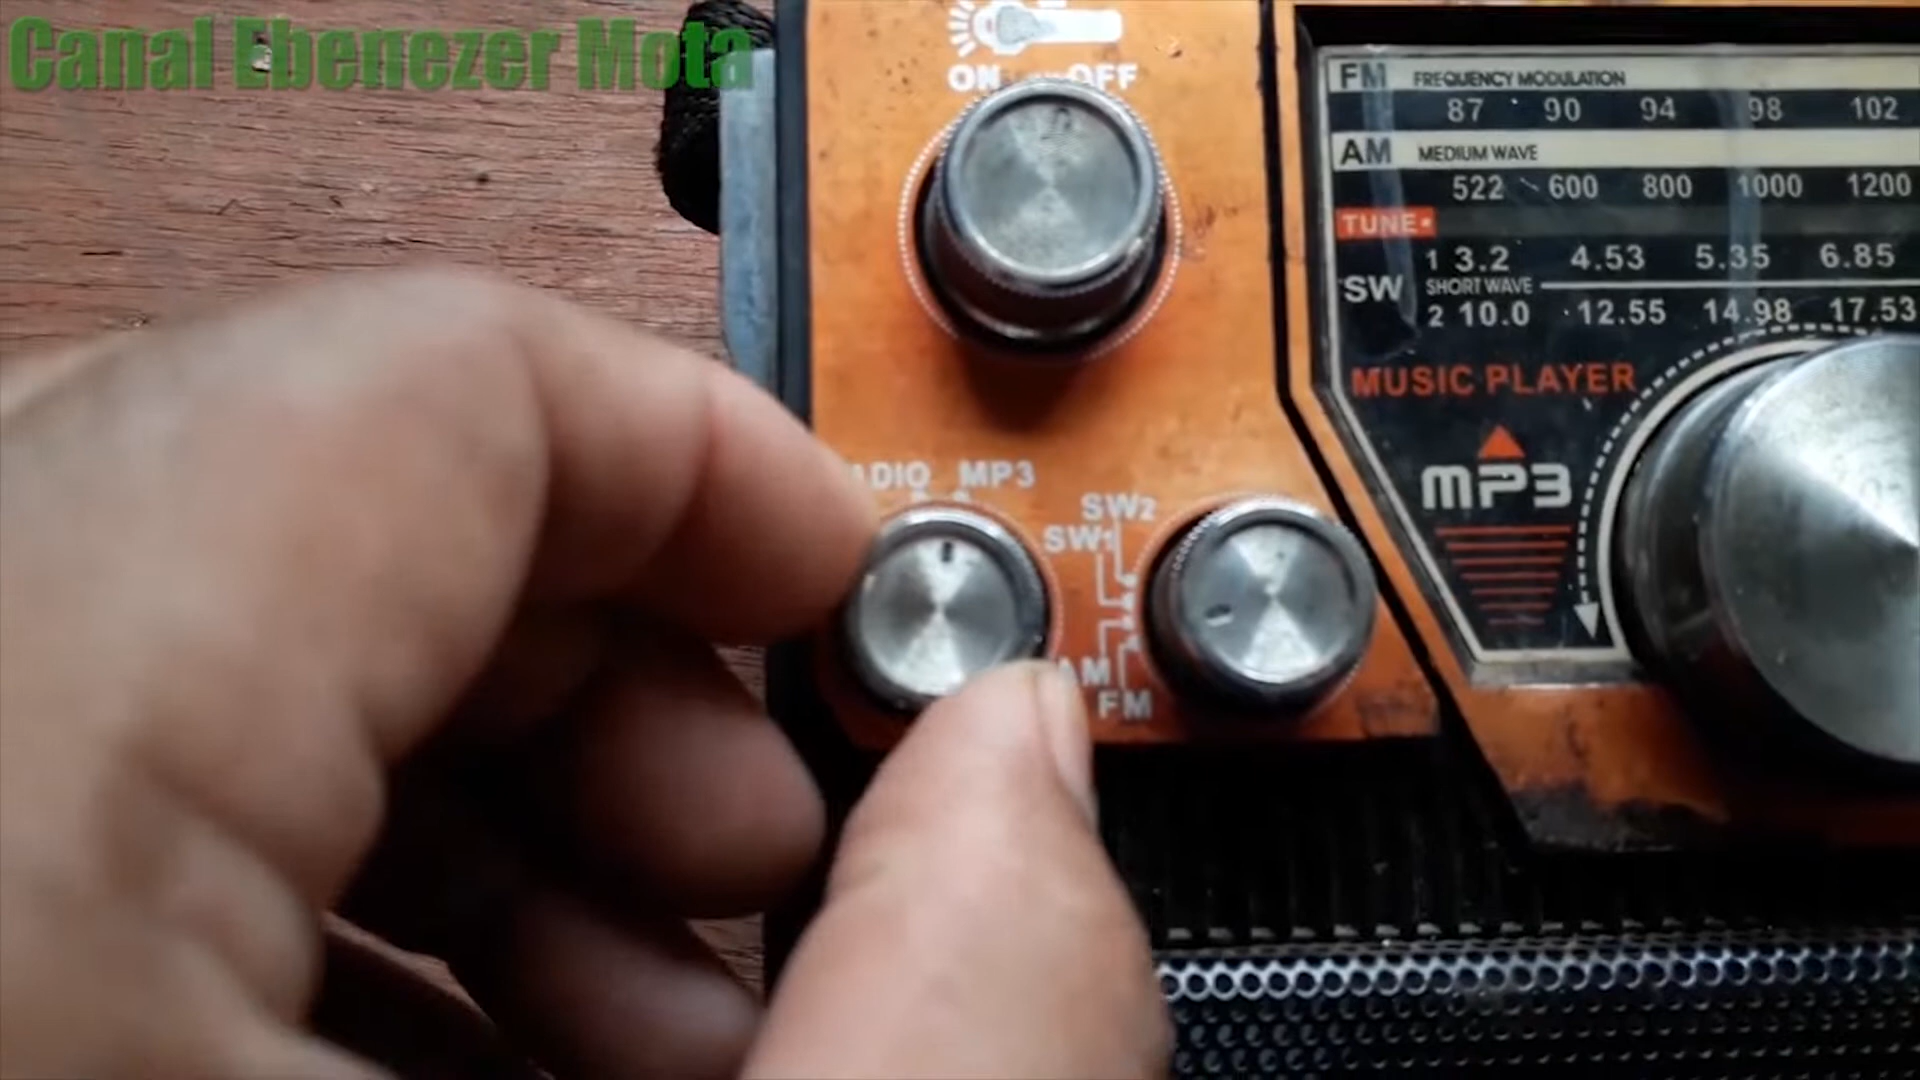 Canal Ebenezer Mota
ON OFF
FM FREQUENCY MODULATION
87 90 94 98 102
AM MEDIUM WAVE
522 600 800 1000 1200
TUNE
1 3.2 4.53 5.35 6.85
SW SHORT WAVE
2 10.0 12.55 14.98 17.53
MUSIC PLAYER
MP3
ADIO MP3
SW2
SW1
AM
FM